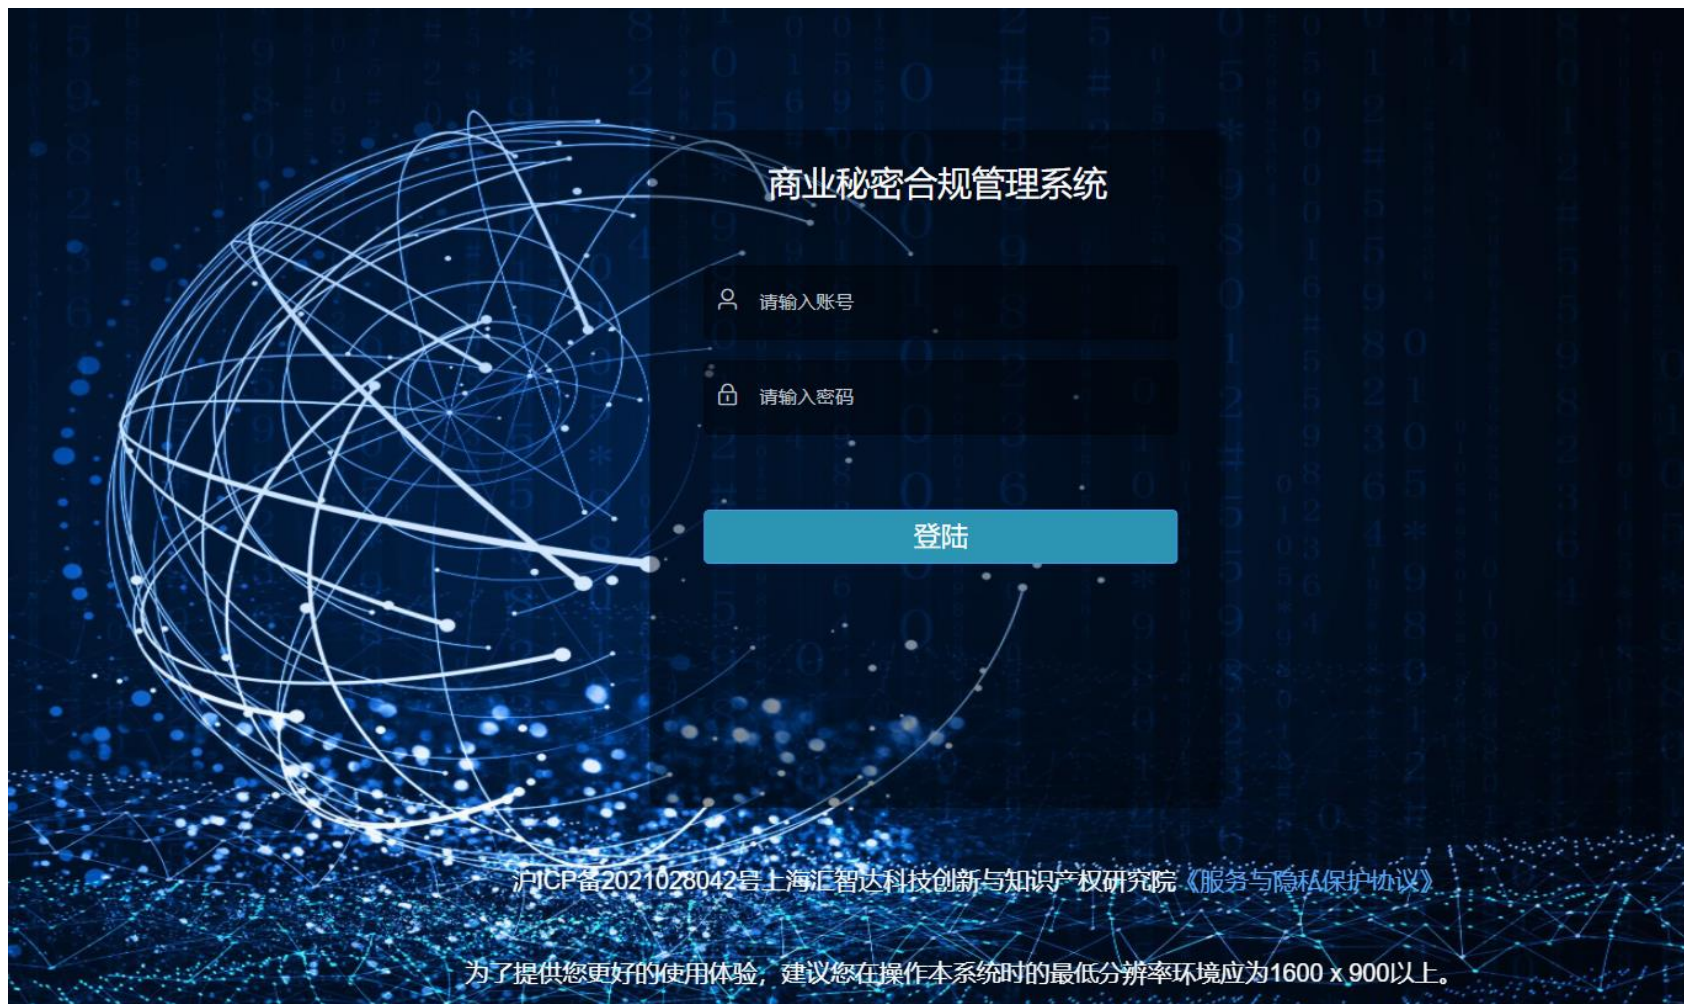 商业秘密合规管理系统
请输入账号
请输入密码
登陆
沪ICP备2021028042号上海汇智达科技创新与知识产权研究院《服务与隐私保护协议》
为了提供您更好的使用体验，建议您在操作本系统时的最低分辨率环境应为1600 x 900以上。